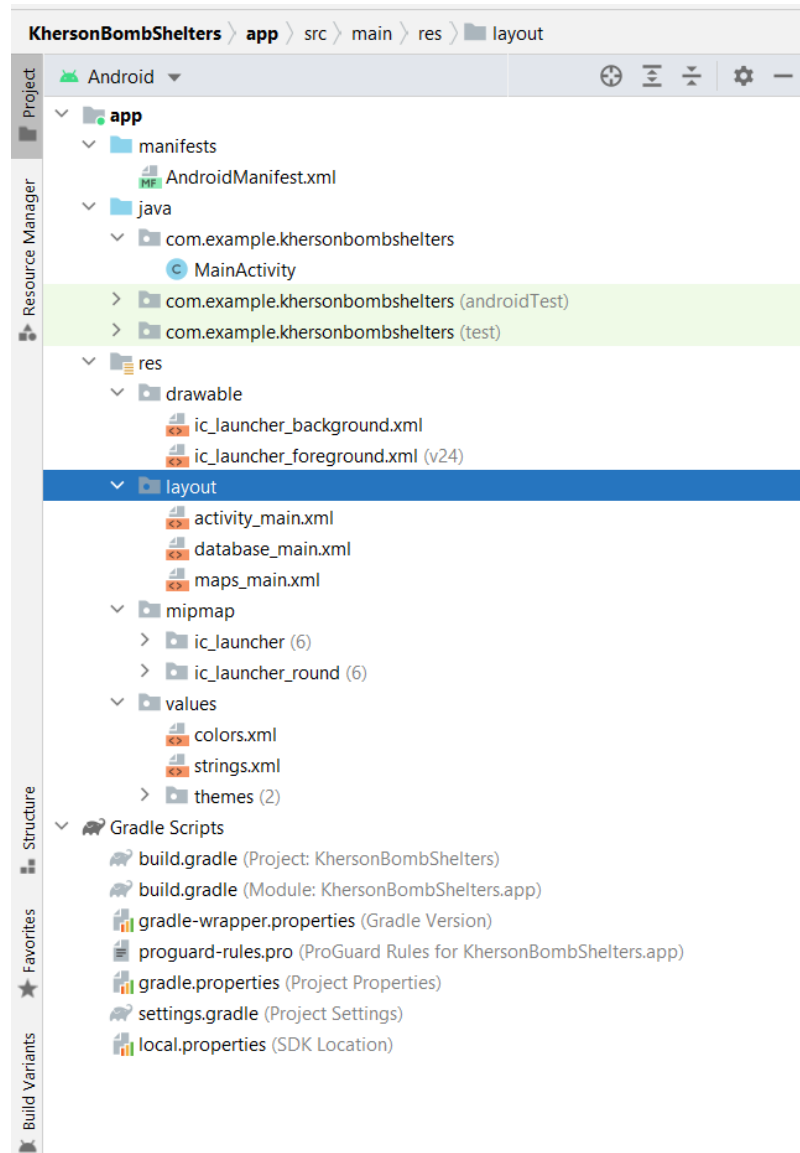 KhersonBombShelters 〉 app 〉 src 〉 main 〉 res 〉 layout
Project
Resource Manager
Structure
Favorites
Build Variants
Android
app
manifests
MF AndroidManifest.xml
java
com.example.khersonbombshelters
C MainActivity
com.example.khersonbombshelters (androidTest)
com.example.khersonbombshelters (test)
res
drawable
ic_launcher_background.xml
ic_launcher_foreground.xml (v24)
layout
activity_main.xml
database_main.xml
maps_main.xml
mipmap
ic_launcher (6)
ic_launcher_round (6)
values
colors.xml
strings.xml
themes (2)
Gradle Scripts
build.gradle (Project: KhersonBombShelters)
build.gradle (Module: KhersonBombShelters.app)
gradle-wrapper.properties (Gradle Version)
proguard-rules.pro (ProGuard Rules for KhersonBombShelters.app)
gradle.properties (Project Properties)
settings.gradle (Project Settings)
local.properties (SDK Location)